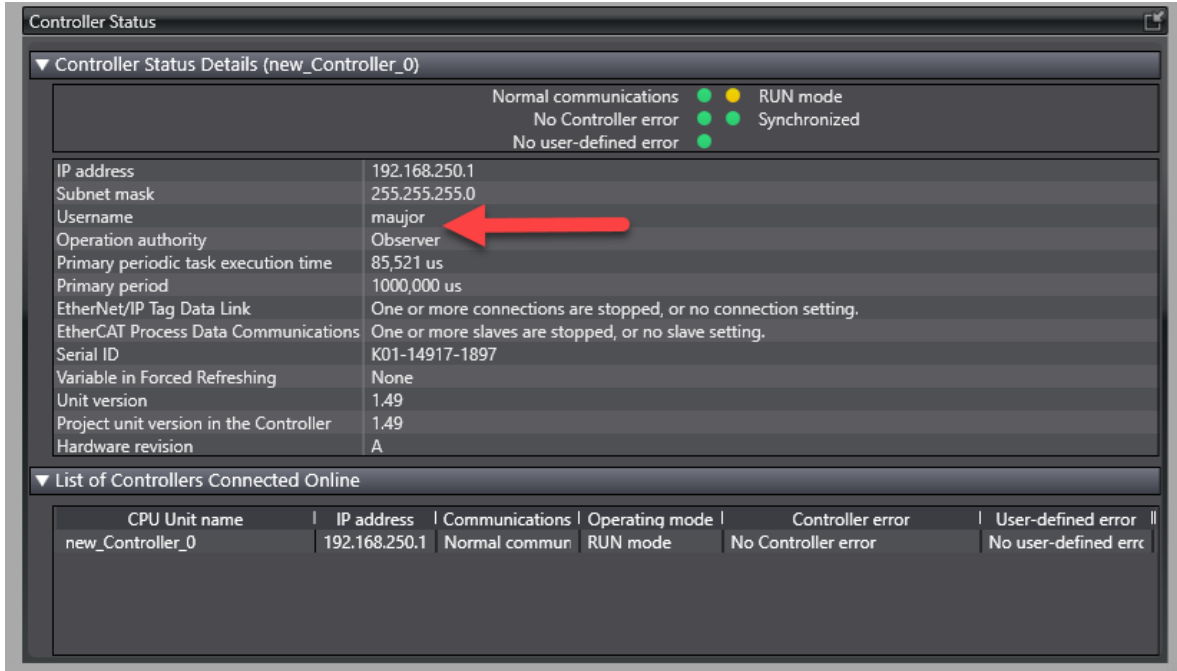 Controller Status
Controller Status Details (new_Controller_0)
Normal communications RUN mode
No Controller error Synchronized
No user-defined error
IP address 192.168.250.1
Subnet mask 255.255.255.0
Username maujor
Operation authority Observer
Primary periodic task execution time 85,521 us
Primary period 1000,000 us
EtherNet/IP Tag Data Link One or more connections are stopped, or no connection setting.
EtherCAT Process Data Communications One or more slaves are stopped, or no slave setting.
Serial ID K01-14917-1897
Variable in Forced Refreshing None
Unit version 1.49
Project unit version in the Controller 1.49
Hardware revision A
List of Controllers Connected Online
CPU Unit name IP address Communications Operating mode Controller error User-defined error
new_Controller_0 192.168.250.1 Normal commun RUN mode No Controller error No user-defined errc